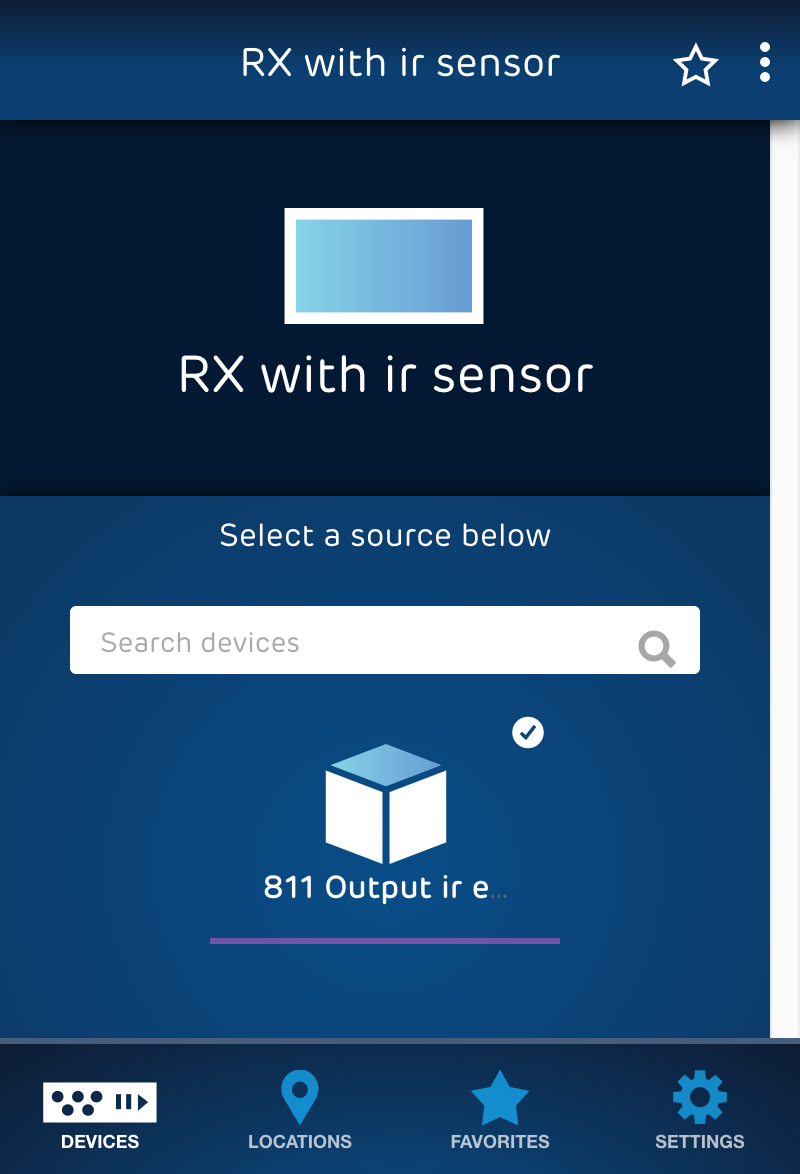 RX with ir sensor
RX with ir sensor
Select a source below
Search devices
811 Output ir e...
DEVICES
LOCATIONS
FAVORITES
SETTINGS